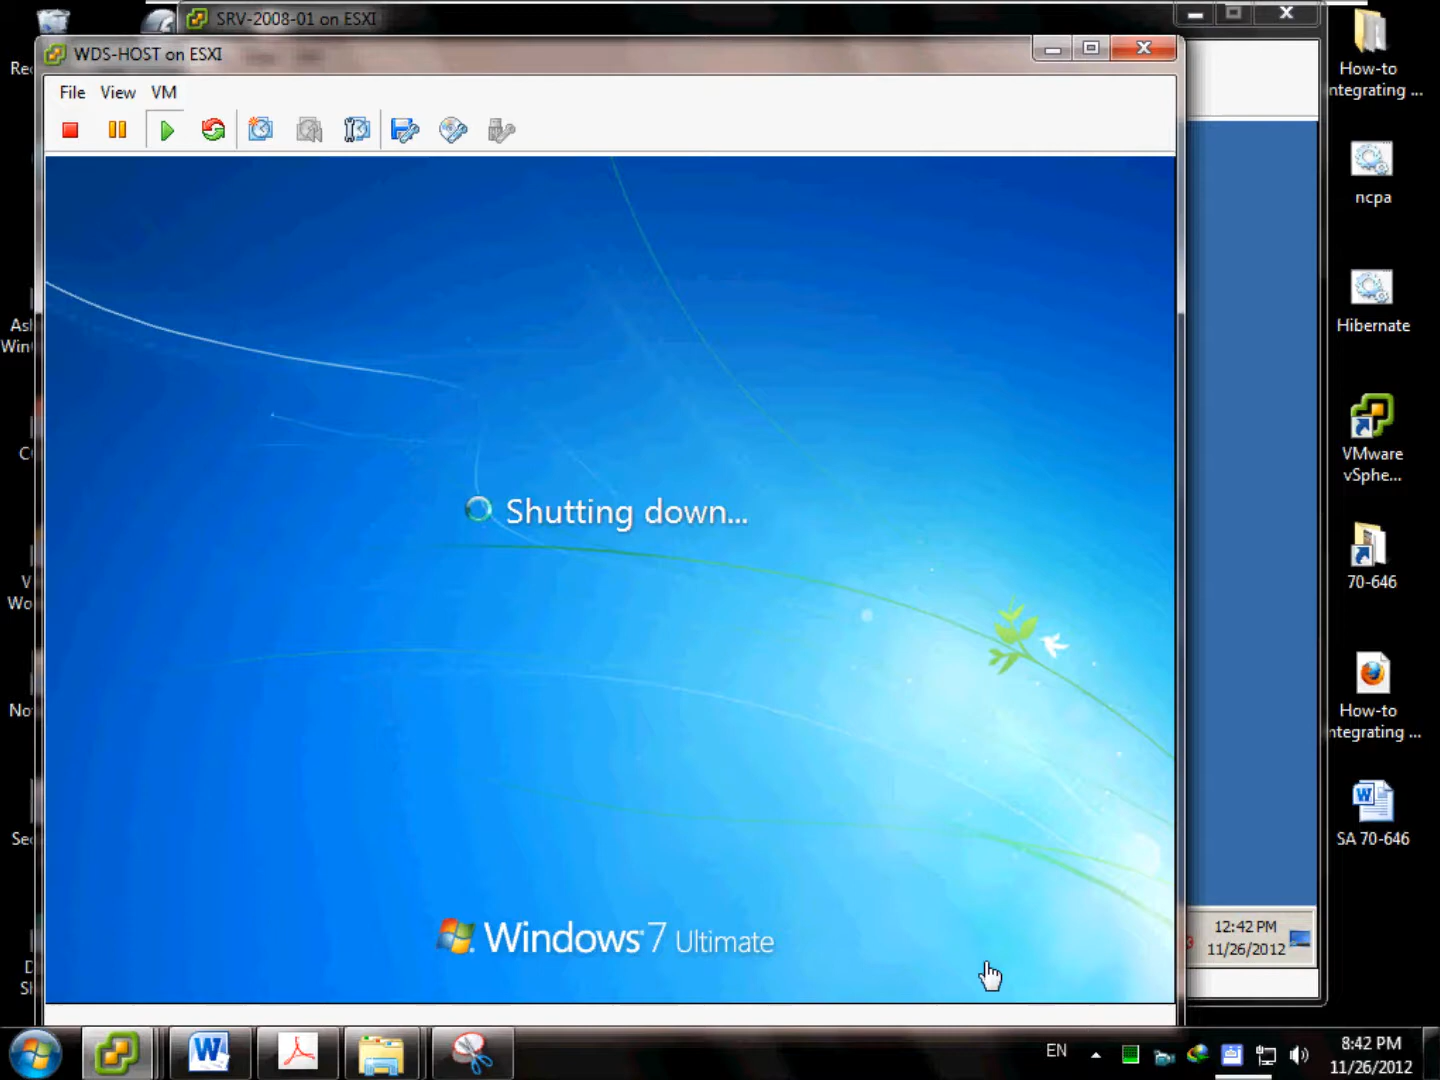 SRV-2008-01 on ESXI
WDS-HOST on ESXI
File View VM
Shutting down...
Windows 7 Ultimate
12:42 PM
11/26/2012
How-to
ntegrating ...
ncpa
Hibernate
VMware
vSphe...
70-646
How-to
ntegrating ...
SA 70-646
EN
8:42 PM
11/26/2012